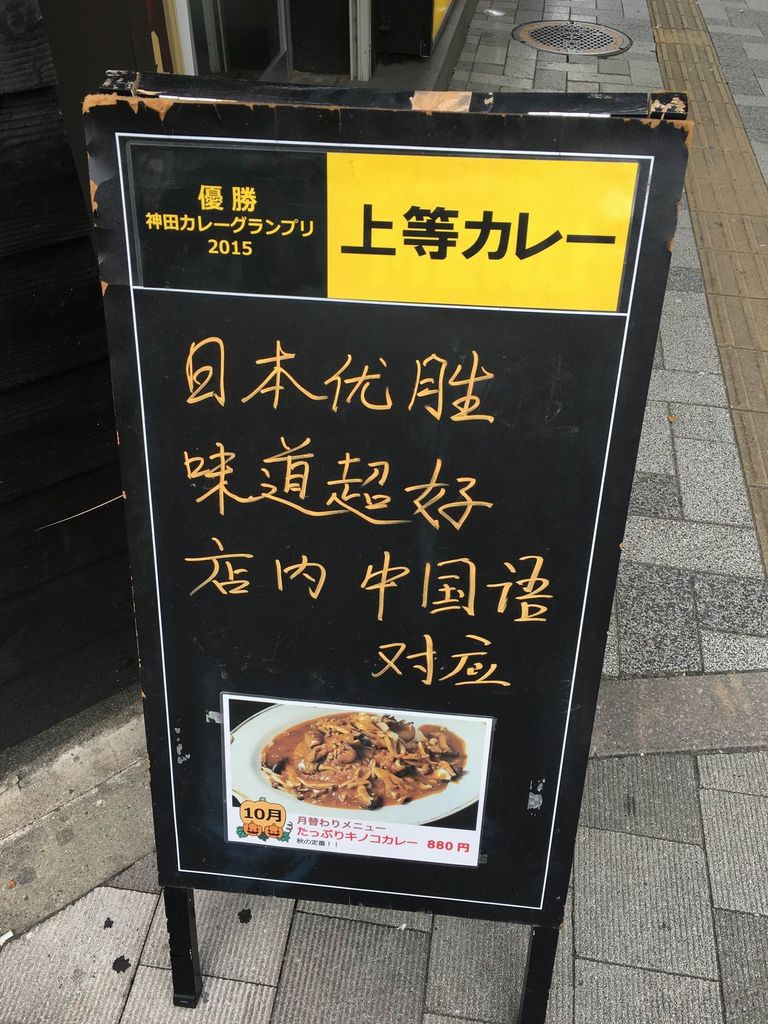 優勝
神田カレーグランプリ
2015
上等カレー
日本优胜
味道超好
店内 中国语
对应
10月
月替わりメニュー
たっぷりキノコカレー 880円
秋の定番！！